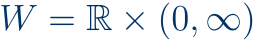 W = ℝ × (0, ∞)